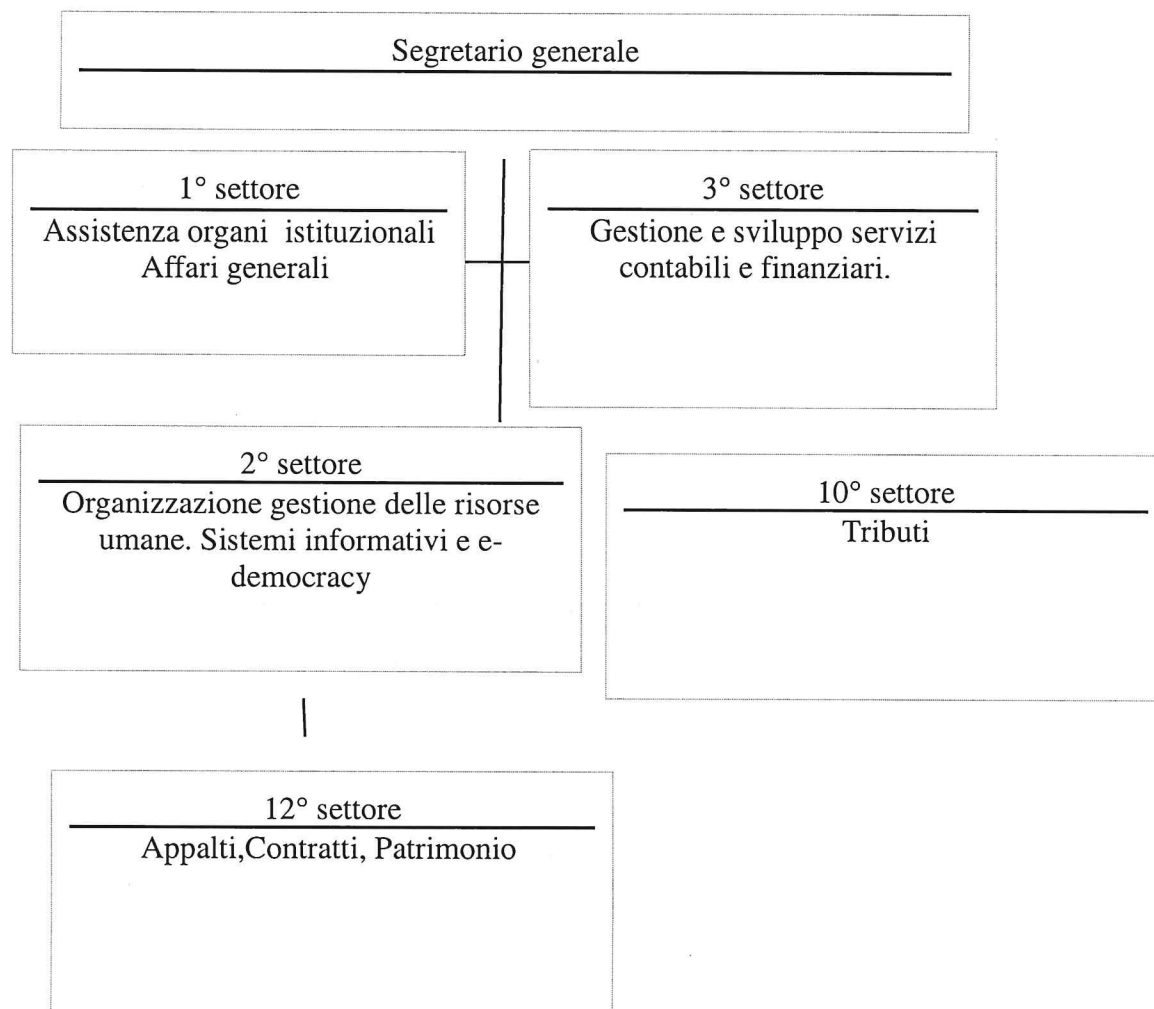 Segretario generale
1° settore
Assistenza organi istituzionali
Affari generali
3° settore
Gestione e sviluppo servizi
contabili e finanziari.
2° settore
Organizzazione gestione delle risorse
umane. Sistemi informativi e e-
democracy
10° settore
Tributi
12° settore
Appalti,Contratti, Patrimonio